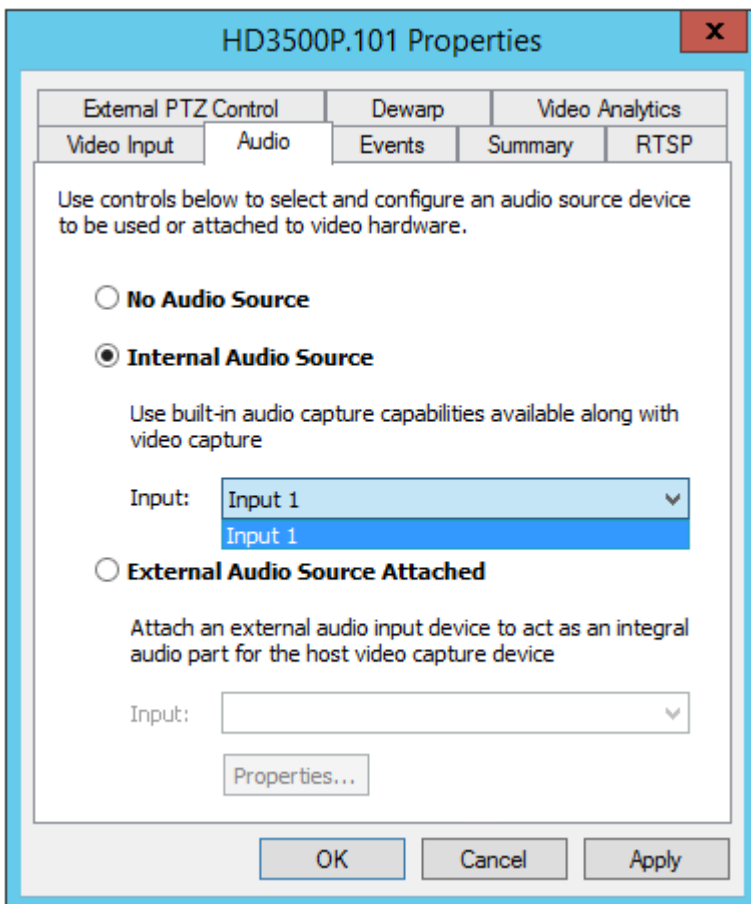 HD3500P.101 Properties
x
External PTZ Control Dewarp Video Analytics
Video Input Audio Events Summary RTSP
Use controls below to select and configure an audio source device
to be used or attached to video hardware.
No Audio Source
Internal Audio Source
Use built-in audio capture capabilities available along with
video capture
Input: Input 1
Input 1
External Audio Source Attached
Attach an external audio input device to act as an integral
audio part for the host video capture device
Input:
Properties...
OK Cancel Apply